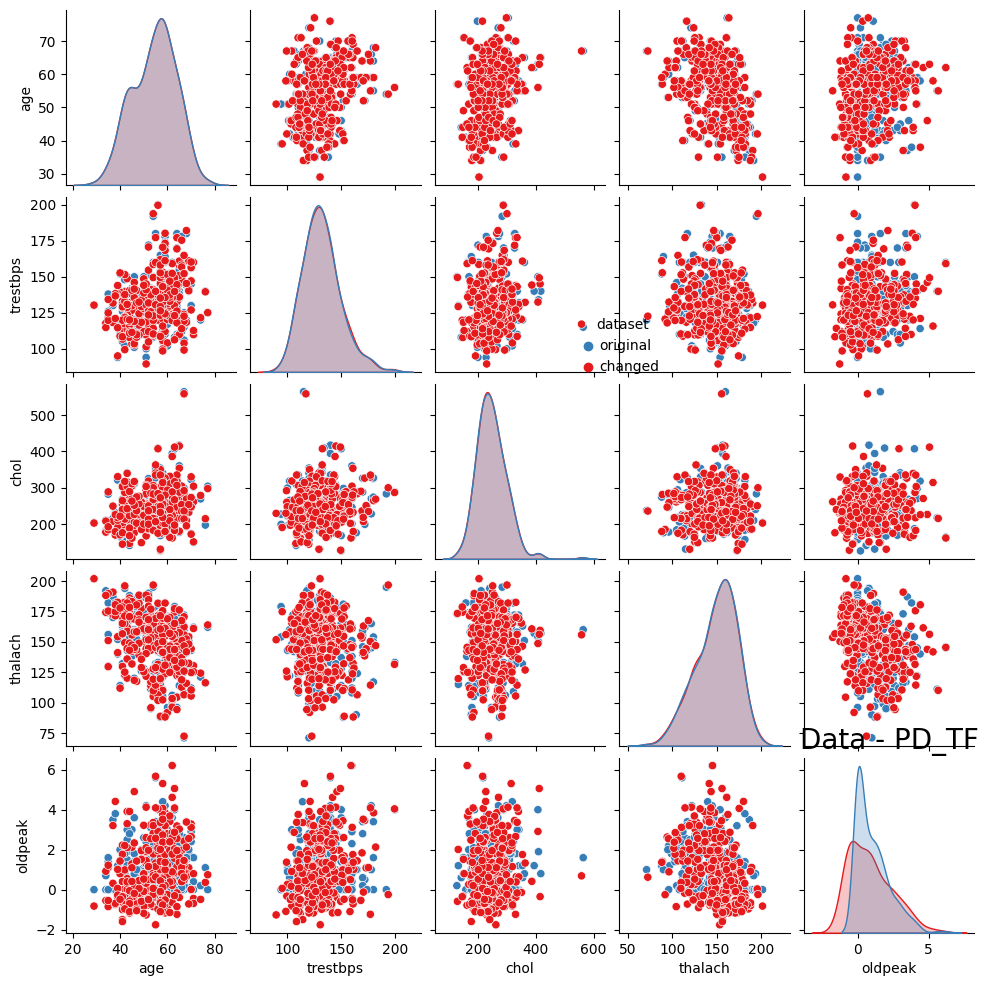 age
70
60
50
40
30
trestbps
200
175
150
125
100
dataset
original
changed
chol
500
400
300
200
thalach
200
175
150
125
100
75
Data - PD_TF
oldpeak
6
4
2
0
−2
20 40 60 80
100 150 200
200 400 600
50 100 150 200
0 5
age trestbps chol thalach oldpeak